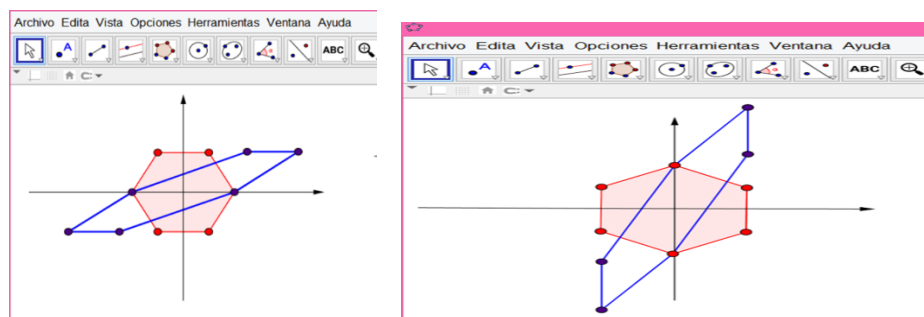 Archivo Edita Vista Opciones Herramientas Ventana Ayuda
A
ABC
Archivo Edita Vista Opciones Herramientas Ventana Ayuda
A
ABC